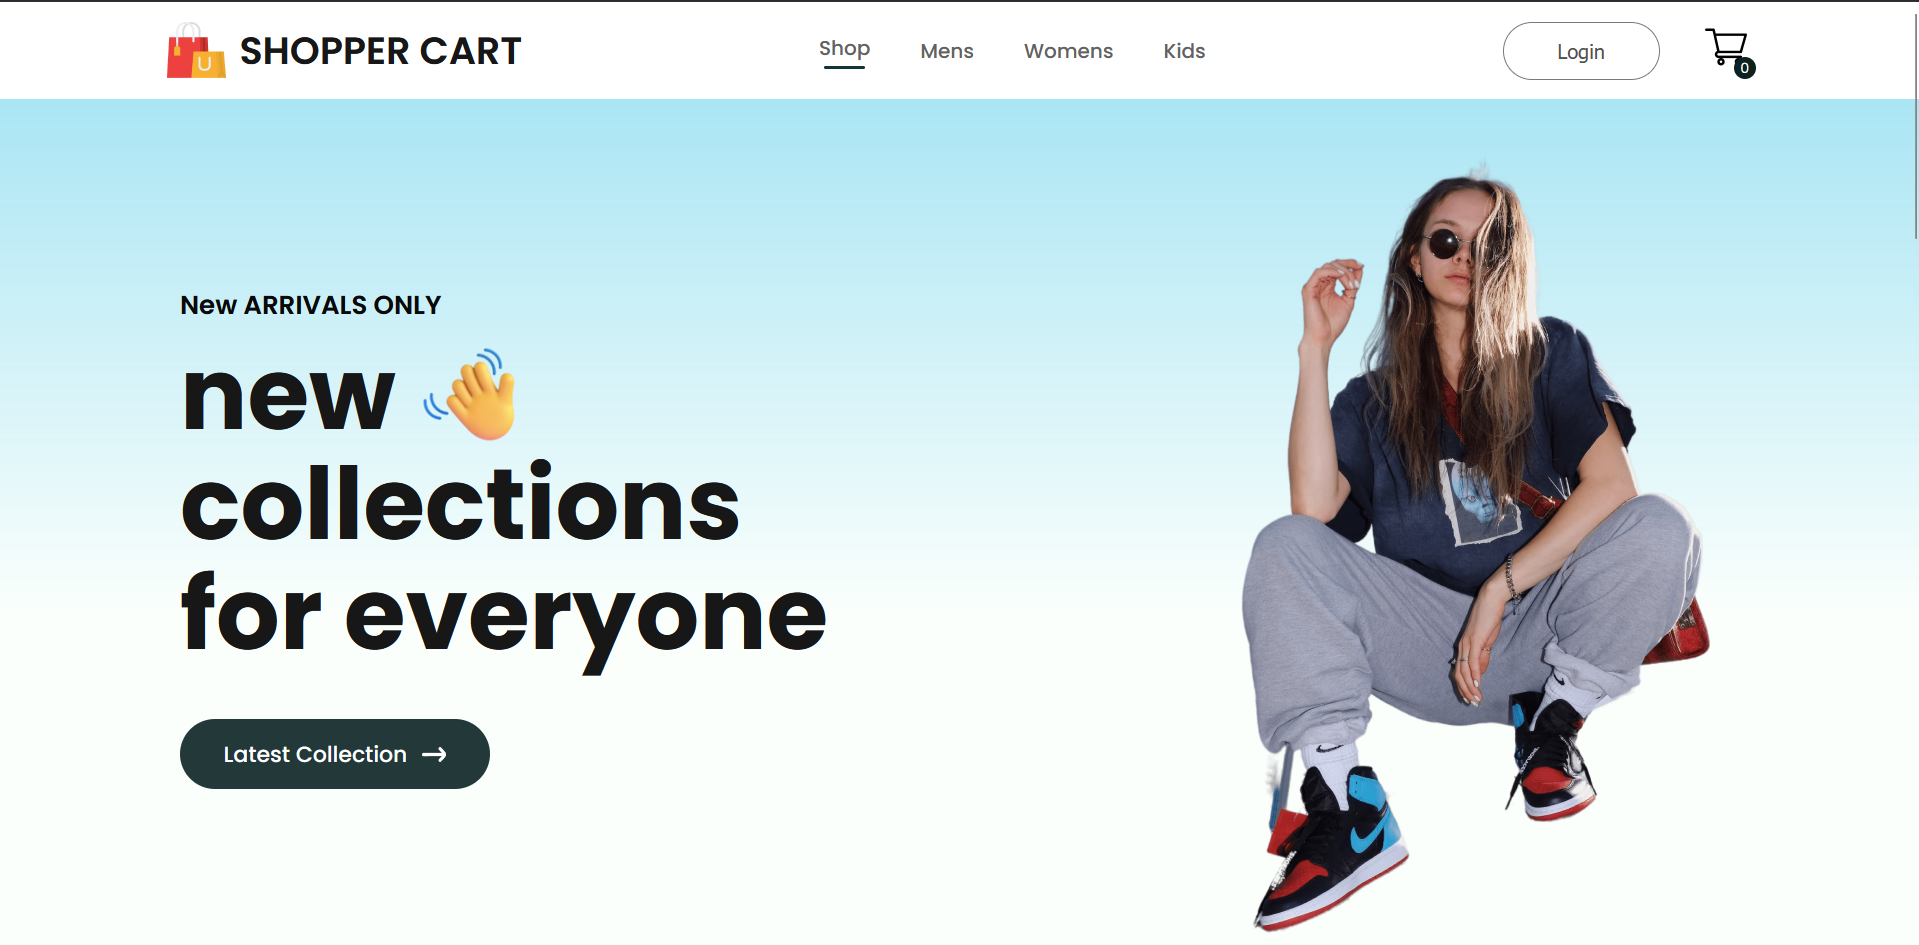 SHOPPER CART
Shop
Mens
Womens
Kids
Login
0
New ARRIVALS ONLY
new 👋
collections
for everyone
Latest Collection →